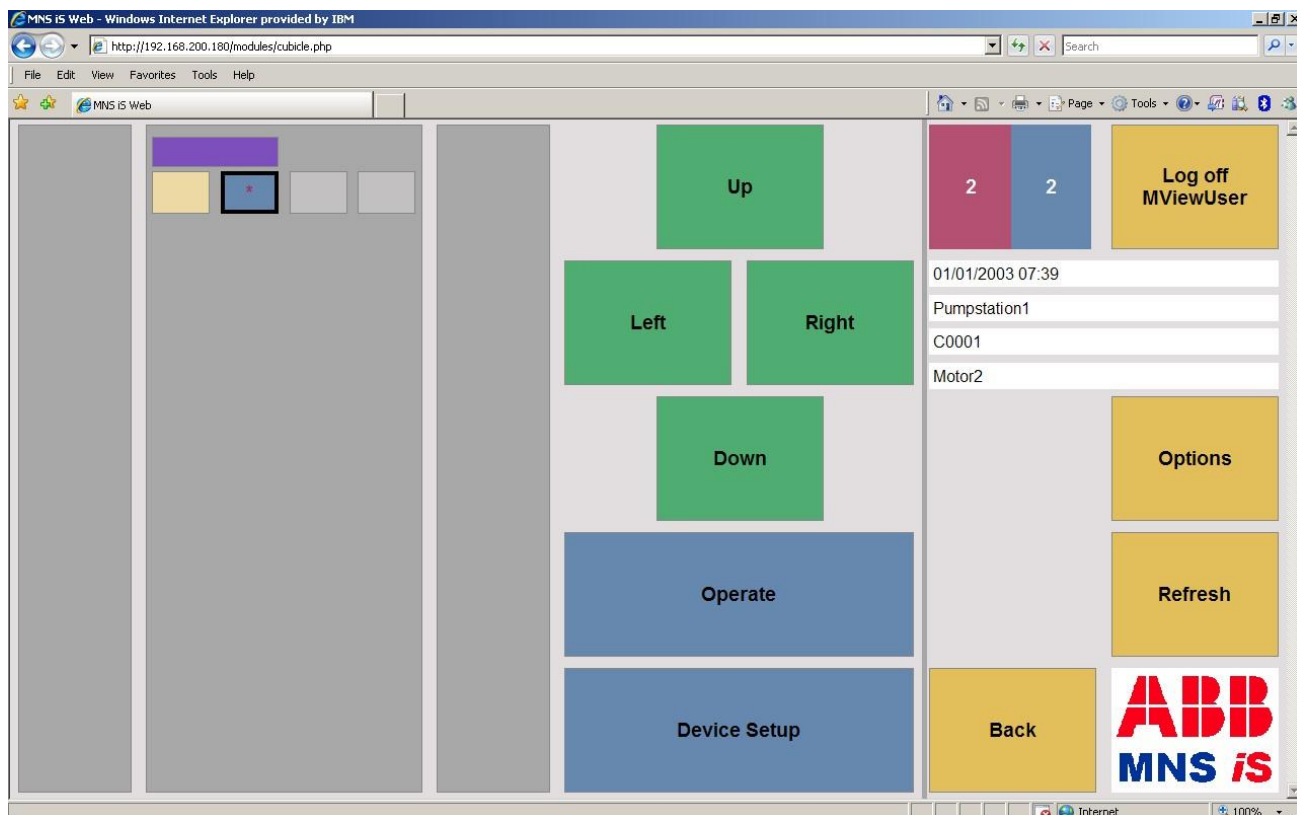 MNS iS Web - Windows Internet Explorer provided by IBM
http://192.168.200.180/modules/cubicle.php
Search
File Edit View Favorites Tools Help
MNS iS Web
Page Tools
*
Up
2 2
Log off
MViewUser
01/01/2003 07:39
Left Right
Pumpstation1
C0001
Motor2
Down
Options
Operate
Refresh
Device Setup
Back
ABB
MNS iS
Internet 100%